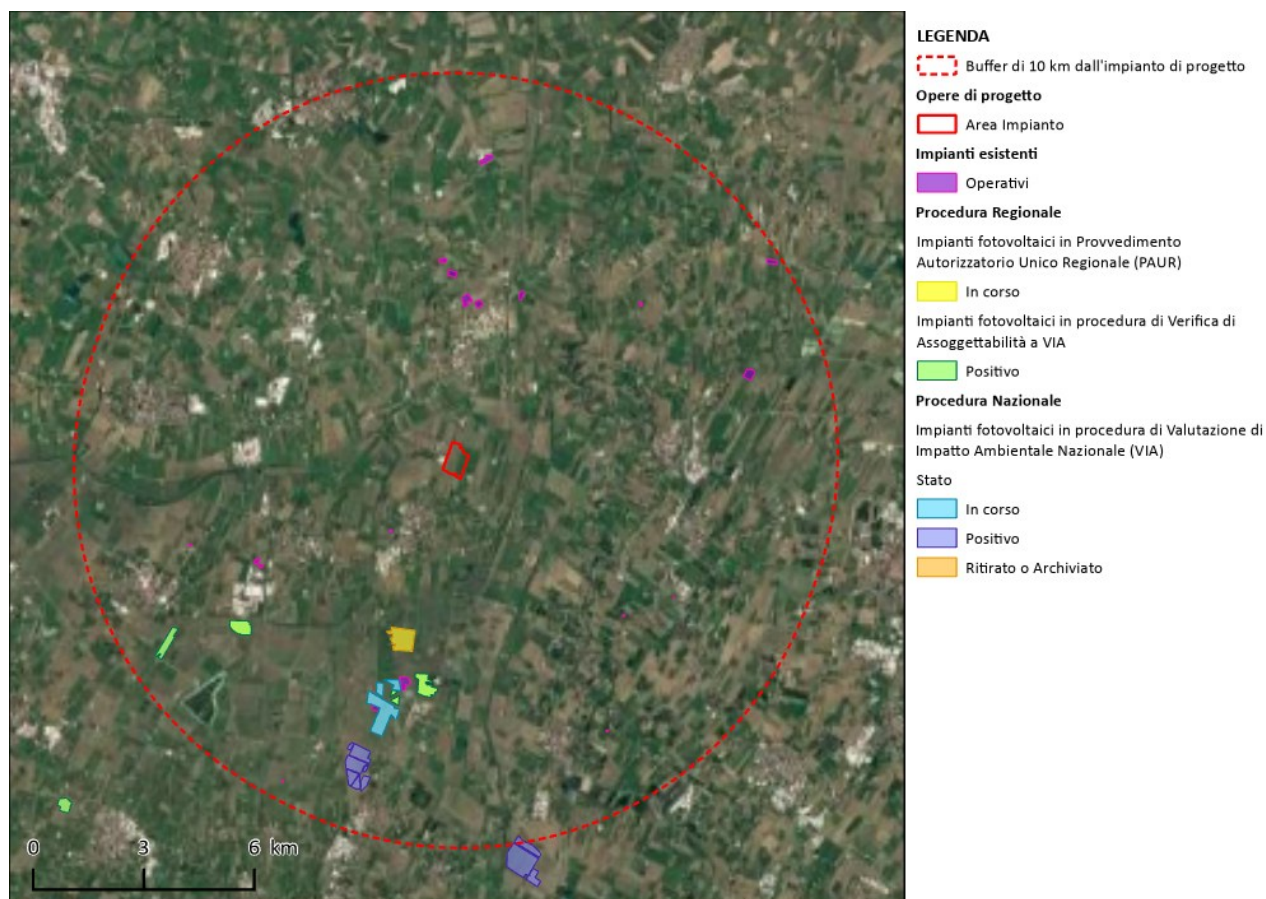 LEGENDA
Buffer di 10 km dall'impianto di progetto
Opere di progetto
Area Impianto
Impianti esistenti
Operativi
Procedura Regionale
Impianti fotovoltaici in Provvedimento
Autorizzatorio Unico Regionale (PAUR)
In corso
Impianti fotovoltaici in procedura di Verifica di
Assoggettabilità a VIA
Positivo
Procedura Nazionale
Impianti fotovoltaici in procedura di Valutazione di
Impatto Ambientale Nazionale (VIA)
Stato
In corso
Positivo
Ritirato o Archiviato
0 3 6 km